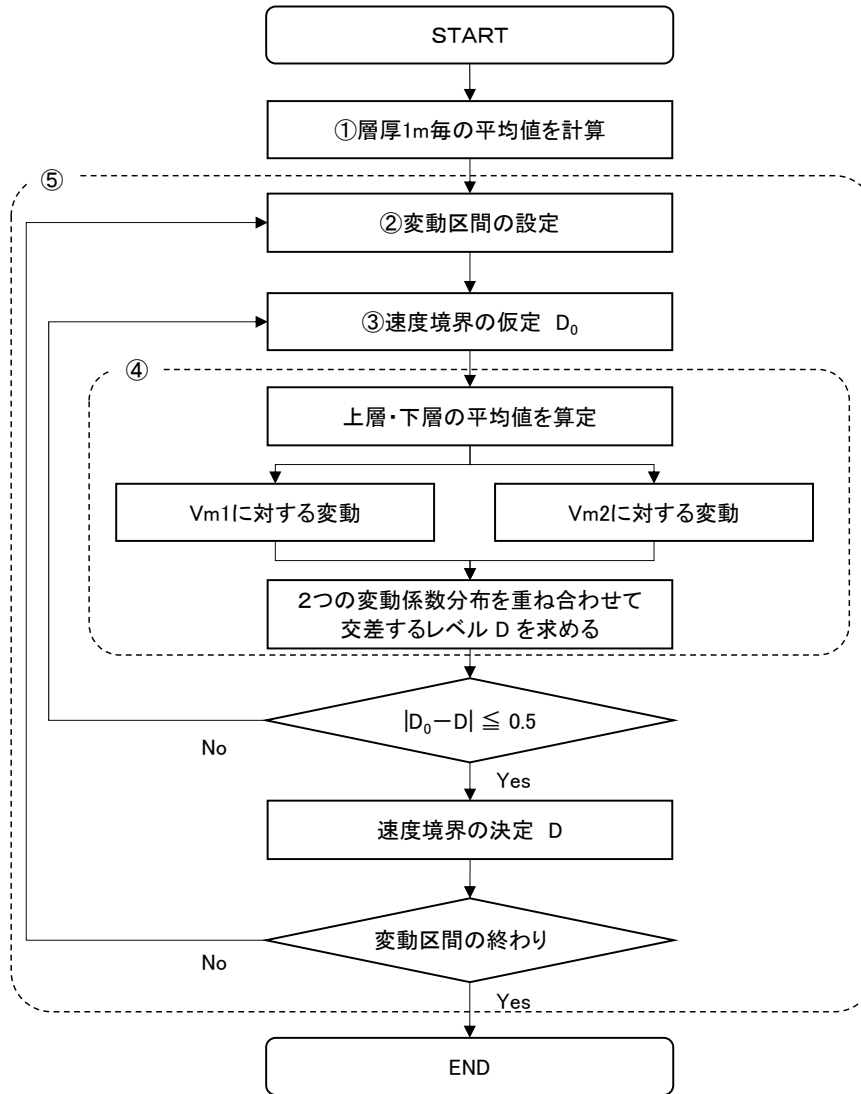 START
①層厚1m毎の平均値を計算
⑤
②変動区間の設定
③速度境界の仮定 D₀
④
上層・下層の平均値を算定
Vm1に対する変動
Vm2に対する変動
２つの変動係数分布を重ね合わせて
交差するレベル D を求める
|D₀－D| ≦ 0.5
No
Yes
速度境界の決定 D
変動区間の終わり
No
Yes
END